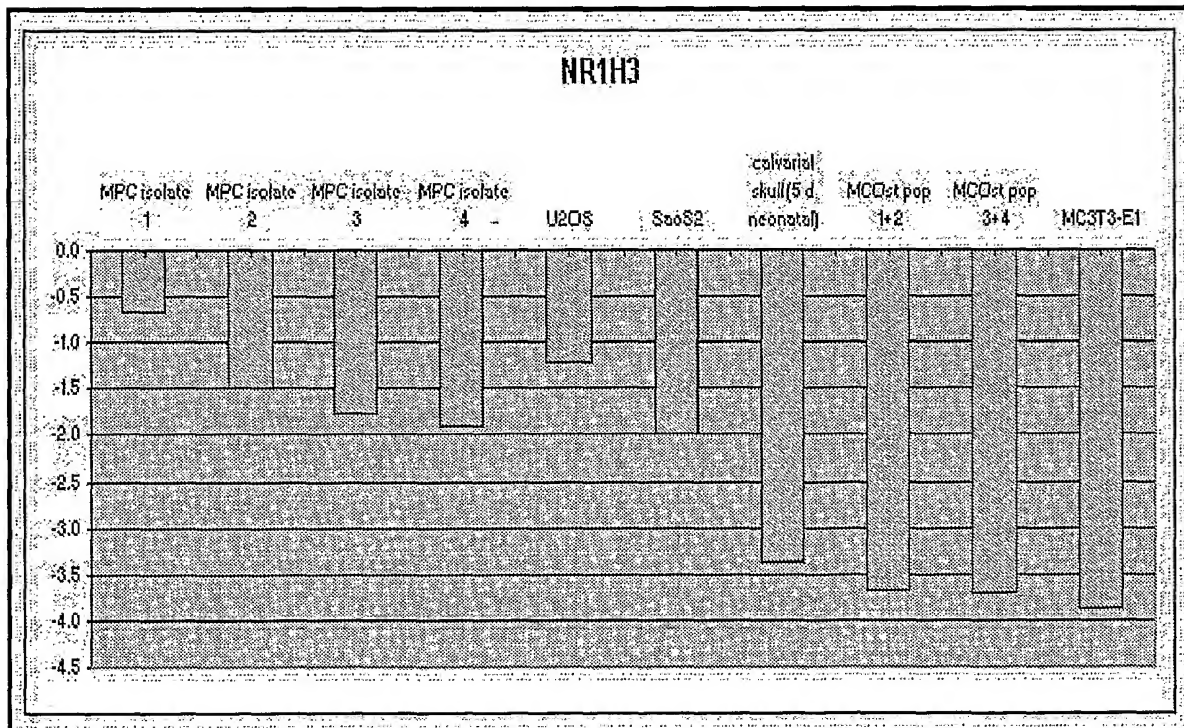 NR1H3
MPC isolate
1
MPC isolate
2
MPC isolate
3
MPC isolate
4
U2OS
SaoS2
calvarial
skull(5 d
neonatal)
MCOst pop
1+2
MCOst pop
3+4
MC3T3-E1
0.0
-0.5
-1.0
-1.5
-2.0
-2.5
-3.0
-3.5
-4.0
-4.5